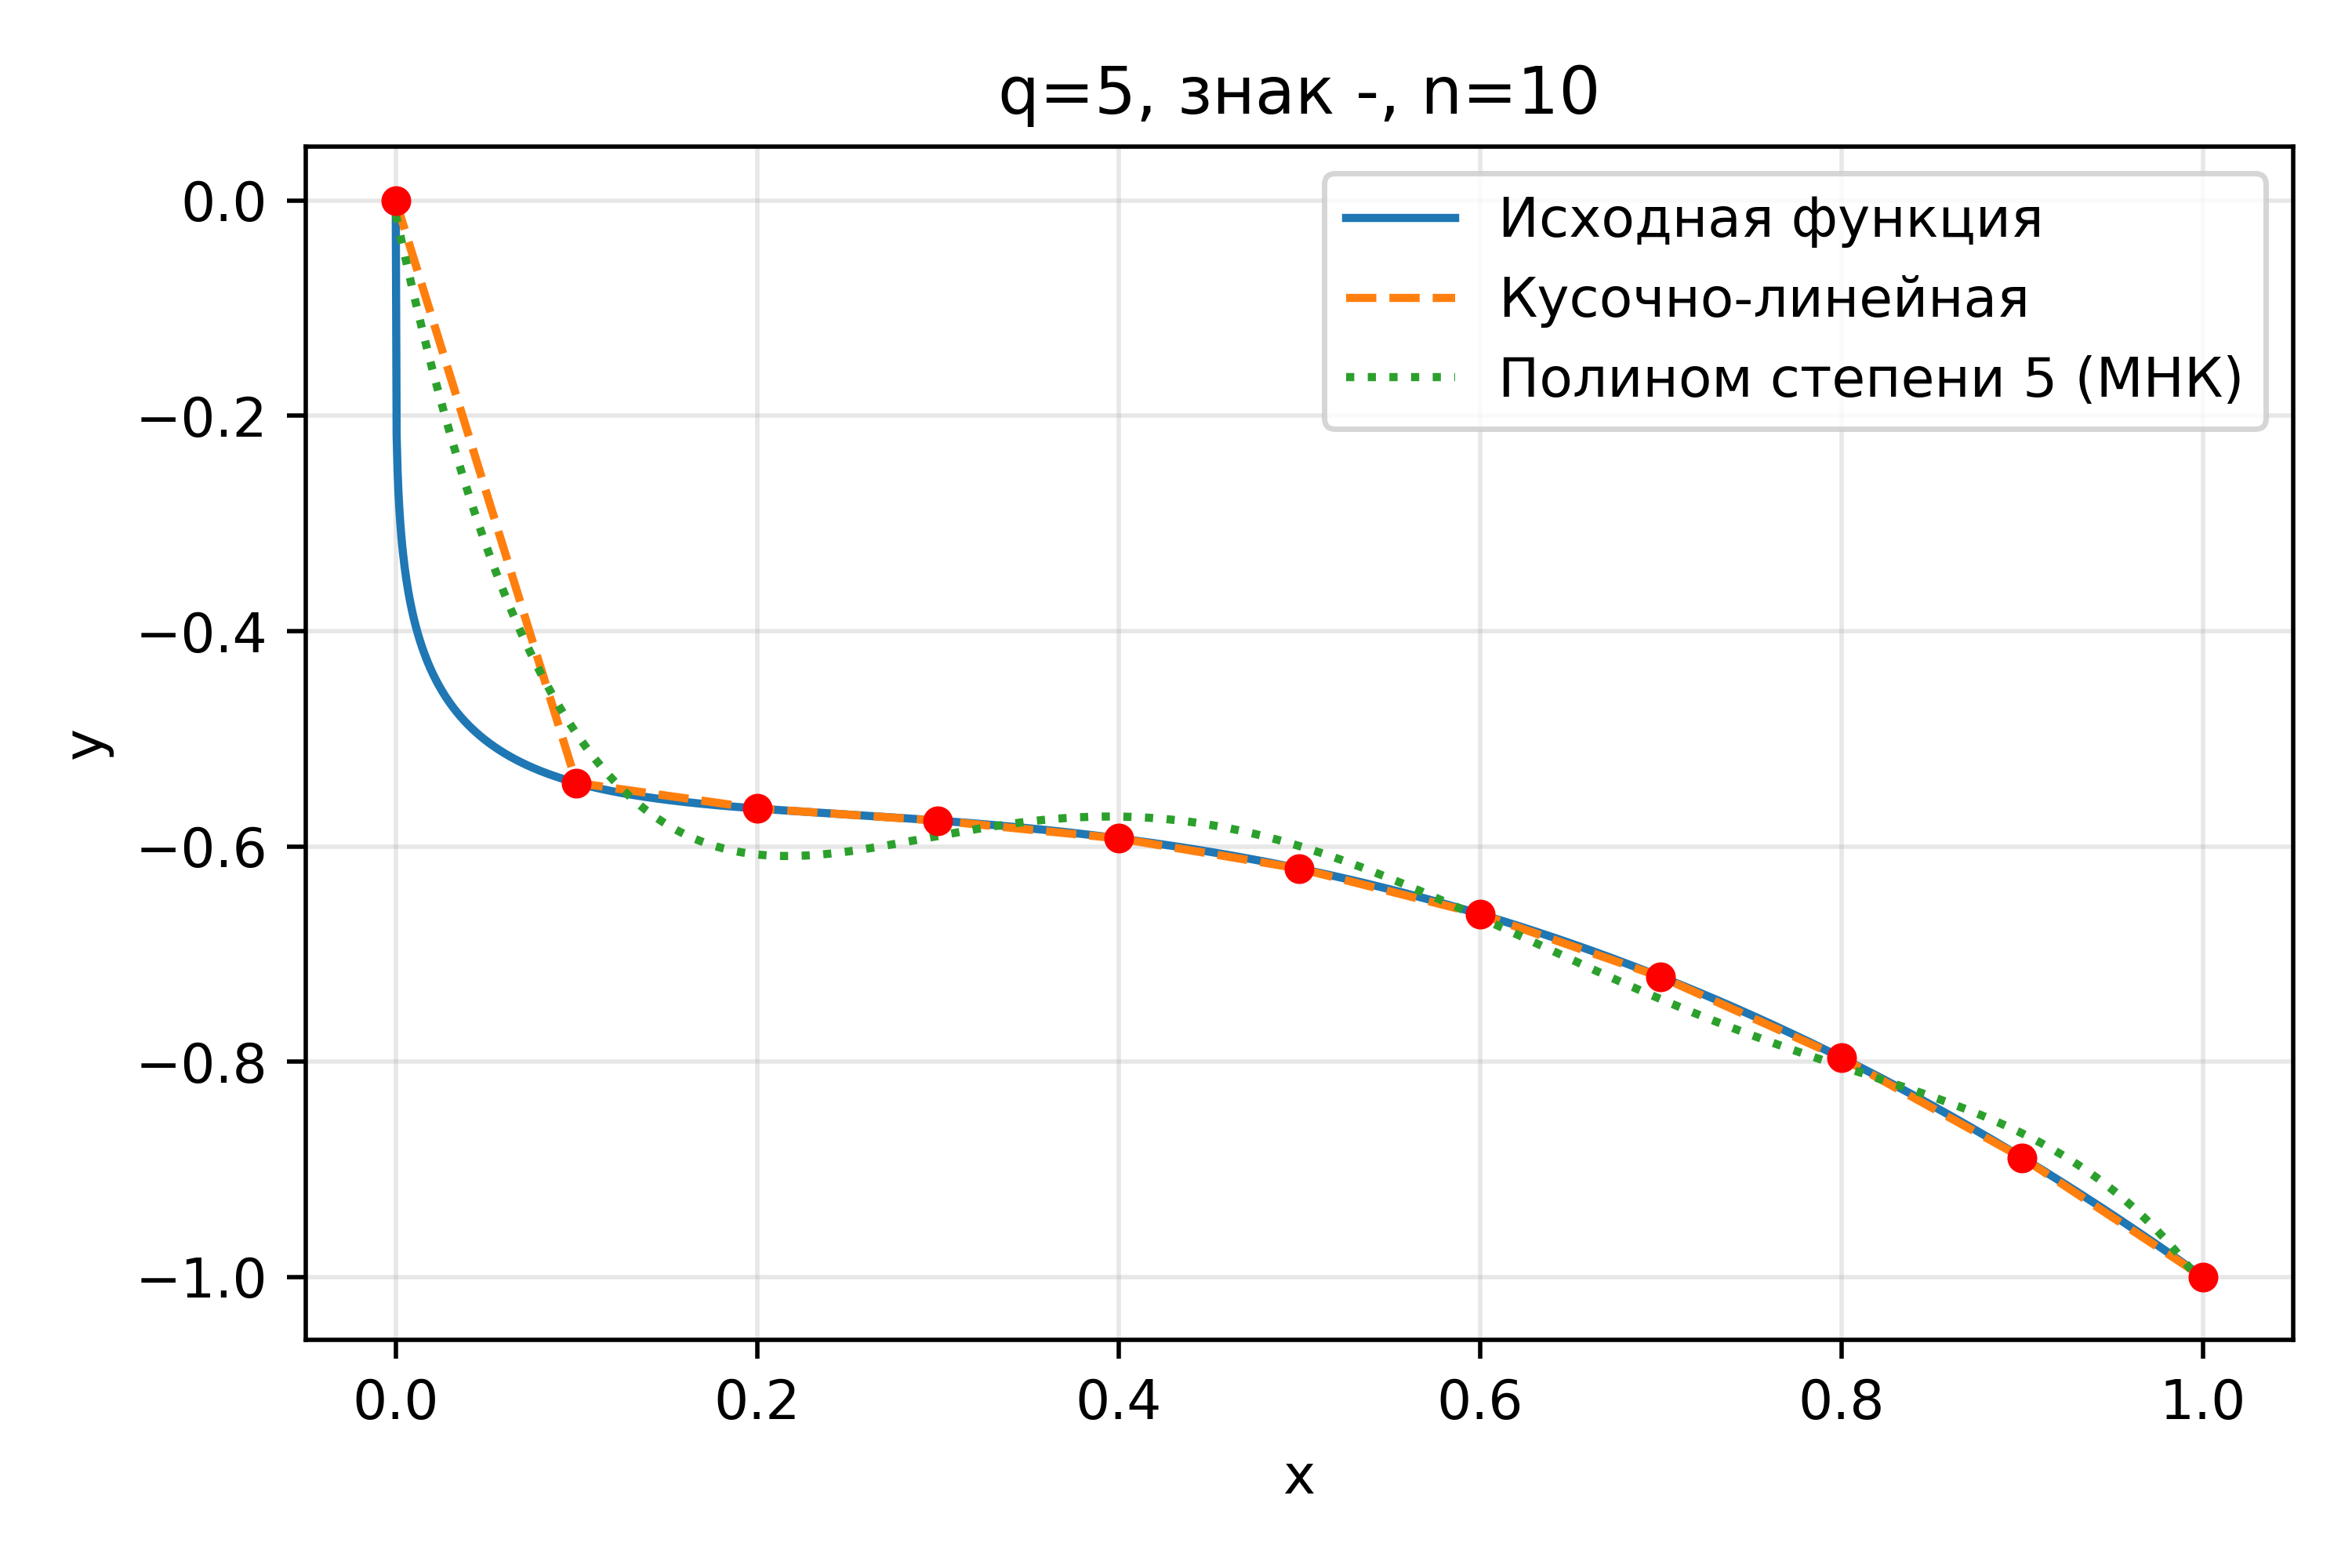 q=5, знак -, n=10
Исходная функция
Кусочно-линейная
Полином степени 5 (МНК)
y
0.0
−0.2
−0.4
−0.6
−0.8
−1.0
0.0 0.2 0.4 0.6 0.8 1.0
x